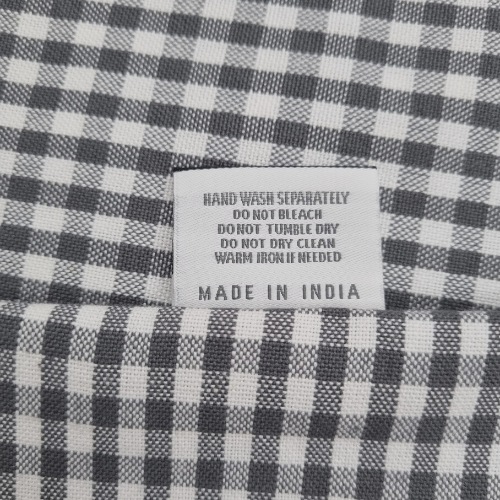 HAND WASH SEPARATELY
DO NOT BLEACH
DO NOT TUMBLE DRY
DO NOT DRY CLEAN
WARM IRON IF NEEDED
MADE IN INDIA